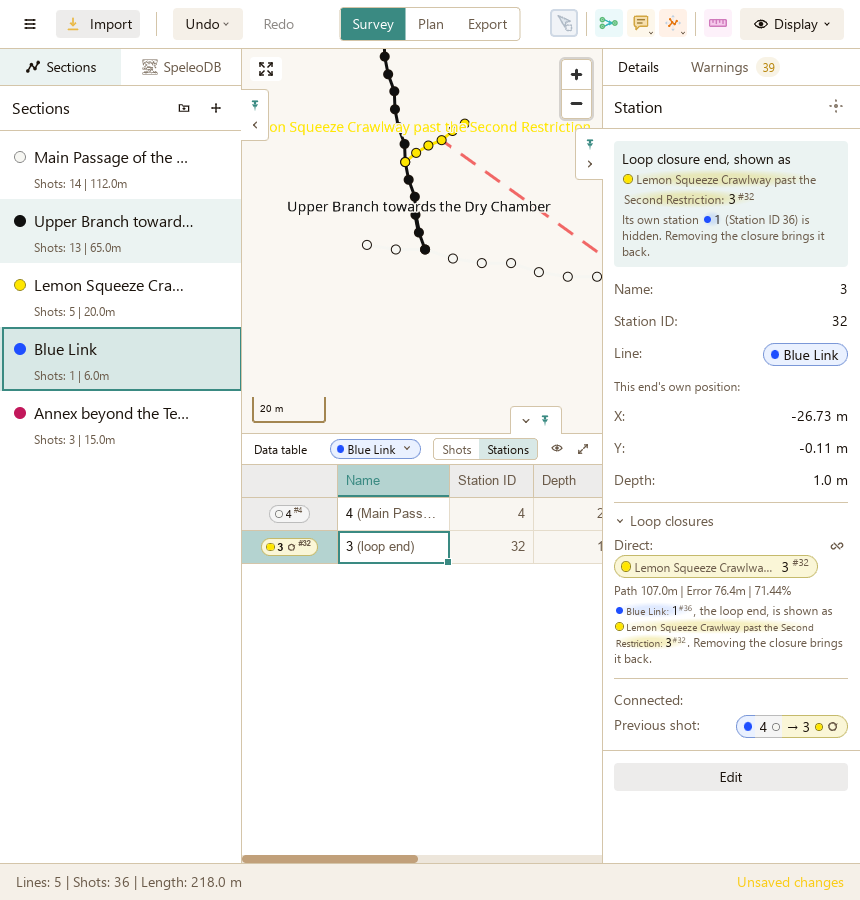 Import
Undo
Redo
Survey
Plan
Export
Display
Sections
SpeleoDB
Sections
Main Passage of the ...
Shots: 14 | 112.0m
Upper Branch toward...
Shots: 13 | 65.0m
Lemon Squeeze Cra...
Shots: 5 | 20.0m
Blue Link
Shots: 1 | 6.0m
Annex beyond the Te...
Shots: 3 | 15.0m
on Squeeze Crawlway past the Second Restriction
Upper Branch towards the Dry Chamber
20 m
Data table
Blue Link
Shots
Stations
Name Station ID Depth
4 #4 4 (Main Pass... 4 2
3 #32 3 (loop end) 32 1
Details
Warnings 39
Station
Loop closure end, shown as
Lemon Squeeze Crawlway past the
Second Restriction: 3 #32
Its own station 1 (Station ID 36) is
hidden. Removing the closure brings it
back.
Name: 3
Station ID: 32
Line: Blue Link
This end's own position:
X: -26.73 m
Y: -0.11 m
Depth: 1.0 m
Loop closures
Direct:
Lemon Squeeze Crawlwa... 3 #32
Path 107.0m | Error 76.4m | 71.44%
Blue Link: 1 #36, the loop end, is shown as
Lemon Squeeze Crawlway past the Second
Restriction: 3 #32. Removing the closure brings
it back.
Connected:
Previous shot: 4 → 3
Edit
Lines: 5 | Shots: 36 | Length: 218.0 m
Unsaved changes